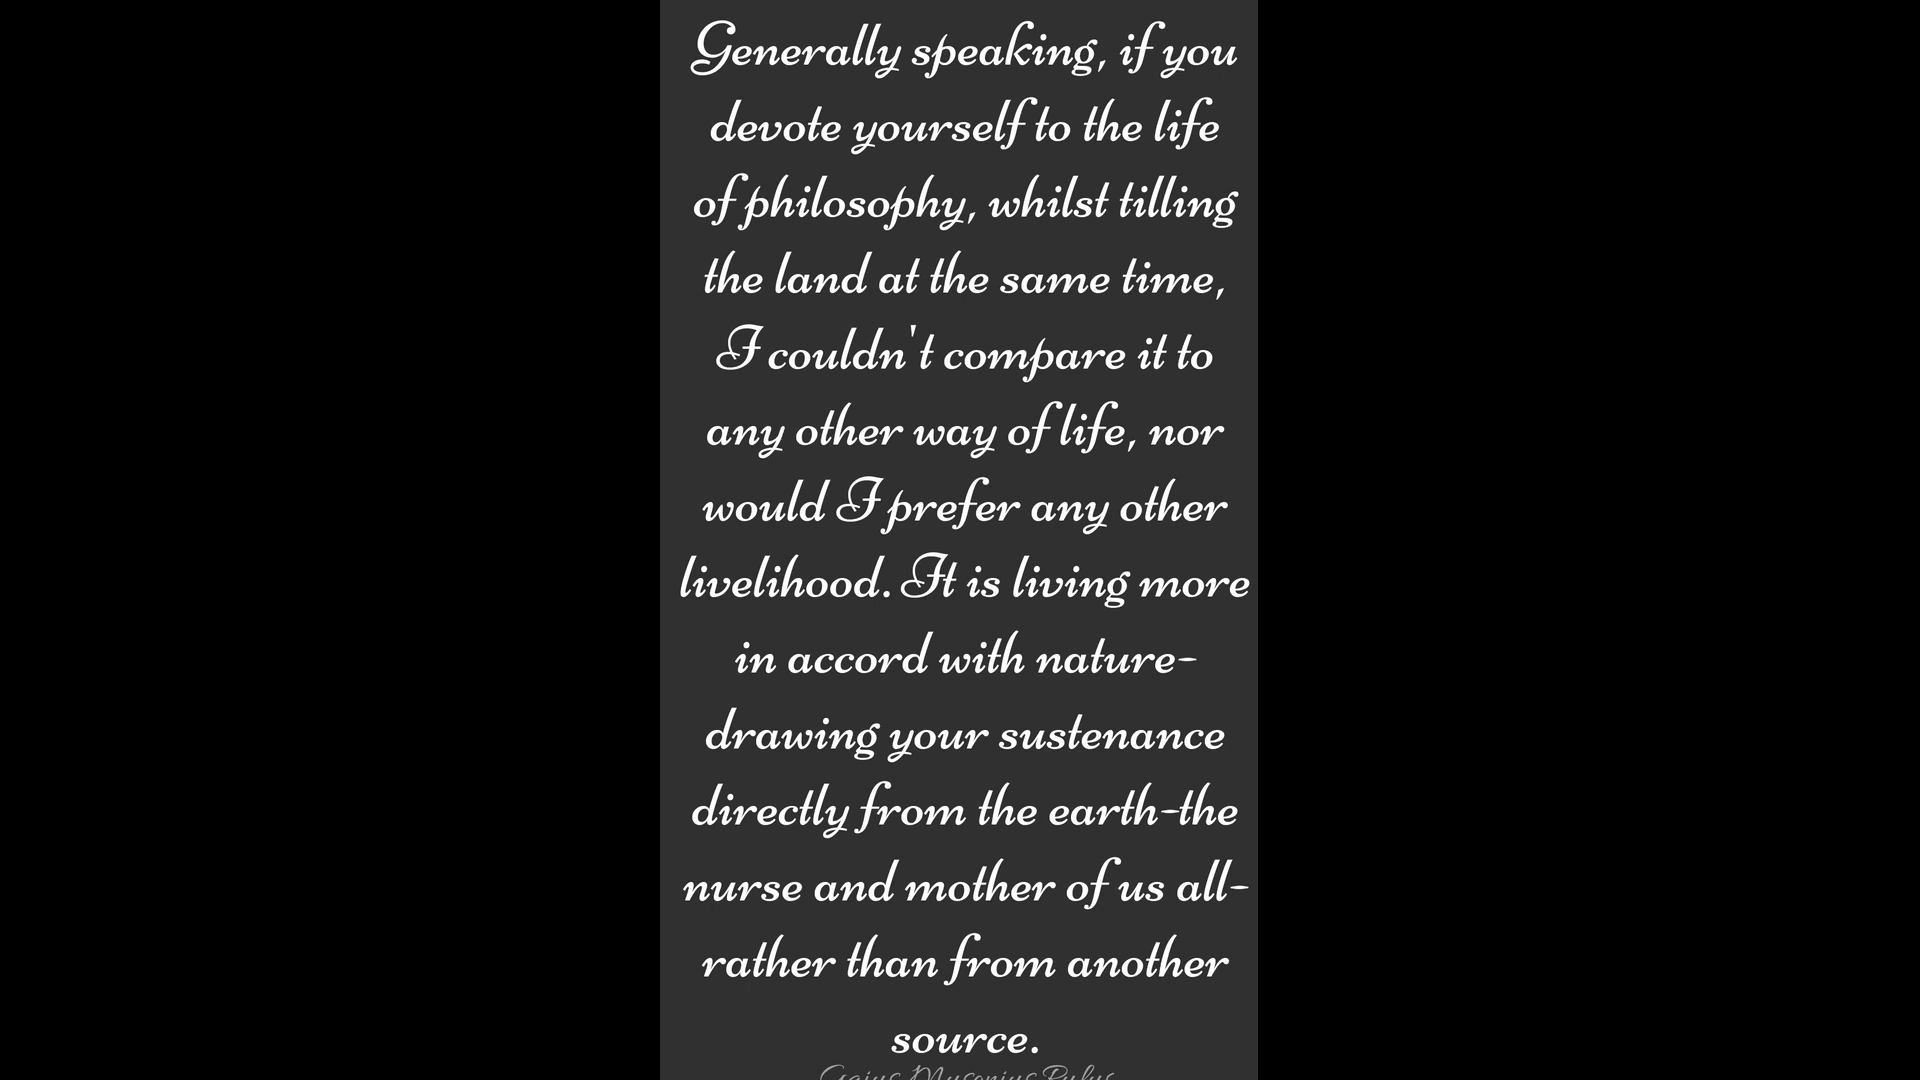 Generally speaking, if you
devote yourself to the life
of philosophy, whilst tilling
the land at the same time,
I couldn't compare it to
any other way of life, nor
would I prefer any other
livelihood. It is living more
in accord with nature-
drawing your sustenance
directly from the earth-the
nurse and mother of us all-
rather than from another
source.
Gaius Musonius Rufus